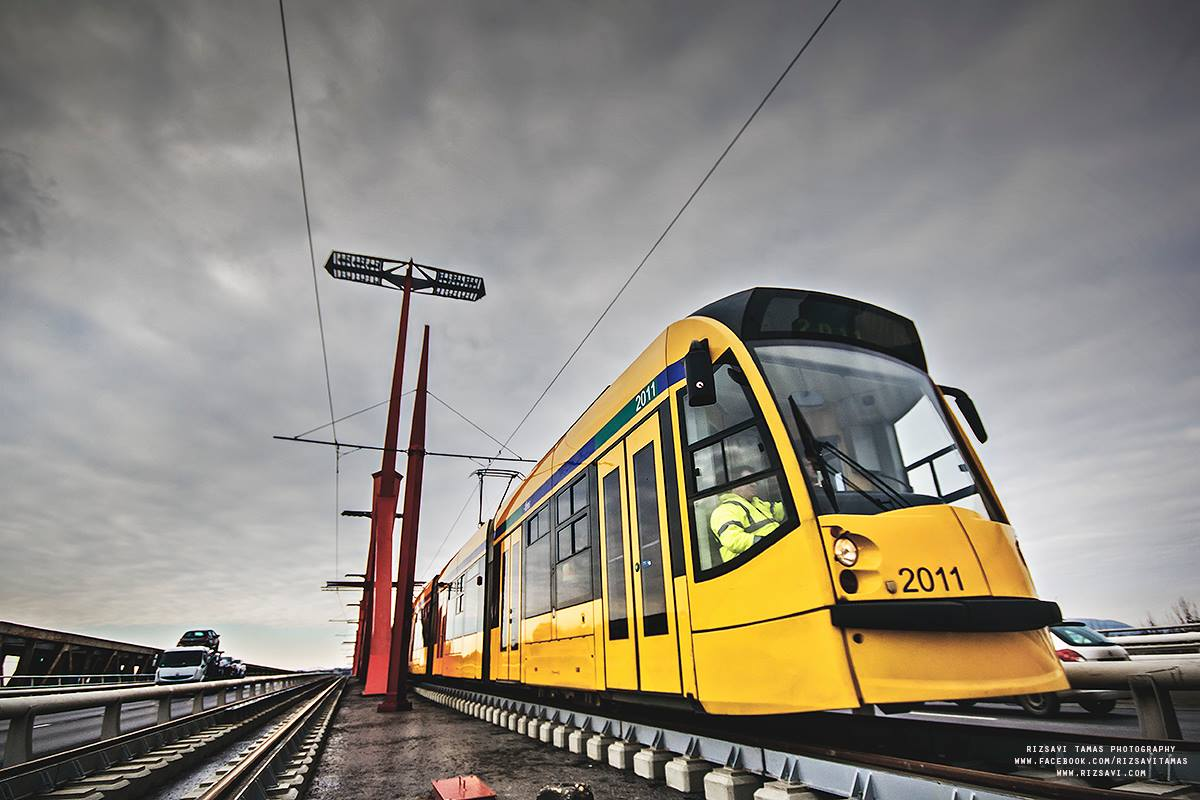 2011
2011
2011
RIZSAVI TAMAS PHOTOGRAPHY
WWW.FACEBOOK.COM/RIZSAVITAMAS
WWW.RIZSAVI.COM